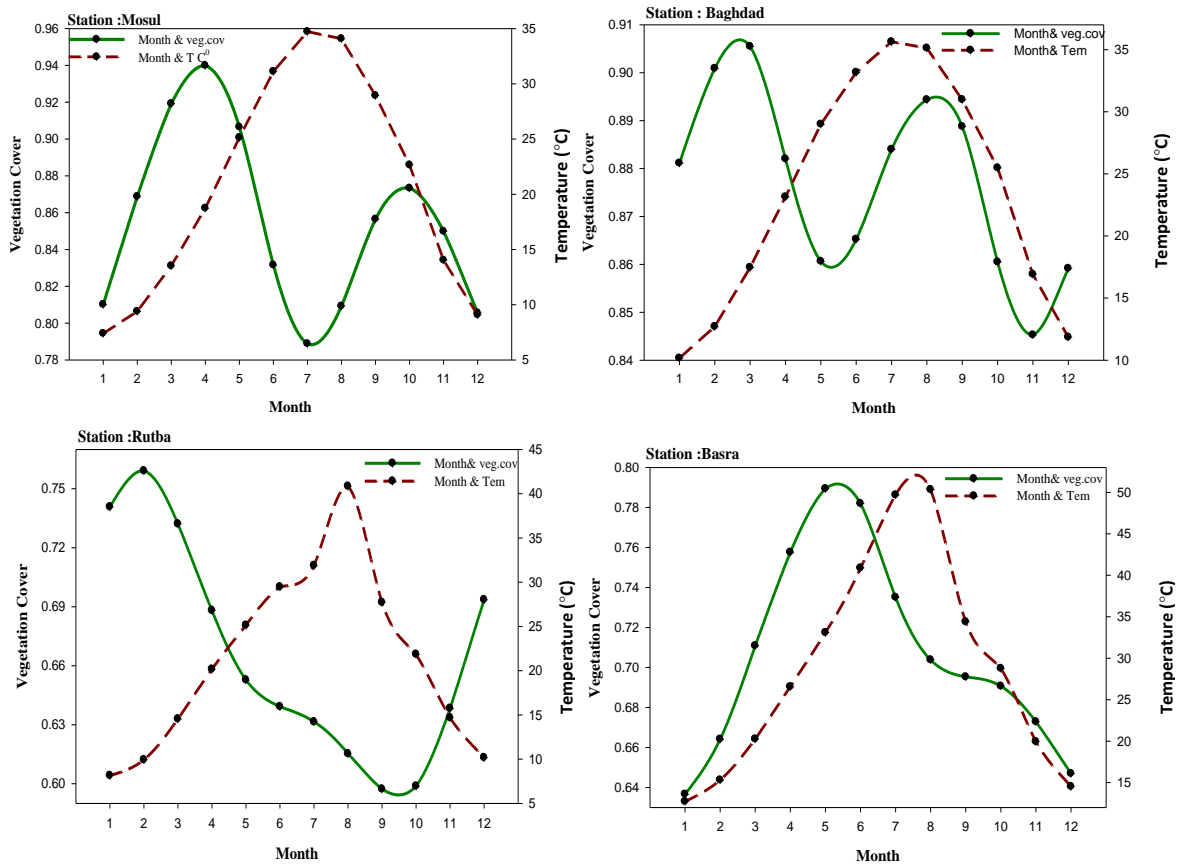 Station :Mosul
Month & veg.cov
Month & T C⁰
0.96
0.94
0.92
0.90
0.88
0.86
0.84
0.82
0.80
0.78
35
30
25
20
15
10
5
Vegetation Cover
Temperature (°C)
1 2 3 4 5 6 7 8 9 10 11 12
Month
Station : Baghdad
Month & veg.cov
Month& Tem
0.91
0.90
0.89
0.88
0.87
0.86
0.85
0.84
35
30
25
20
15
10
Vegetation Cover
Temperature (°C)
1 2 3 4 5 6 7 8 9 10 11 12
Month
Station :Rutba
Month& veg.cov
Month & Tem
0.75
0.72
0.69
0.66
0.63
0.60
45
40
35
30
25
20
15
10
5
Vegetation Cover
Temperature (°C)
1 2 3 4 5 6 7 8 9 10 11 12
Month
Station :Basra
Month& veg.cov
Month & Tem
0.80
0.78
0.76
0.74
0.72
0.70
0.68
0.66
0.64
50
45
40
35
30
25
20
15
Vegetation Cover
Temperature (°C)
1 2 3 4 5 6 7 8 9 10 11 12
Month